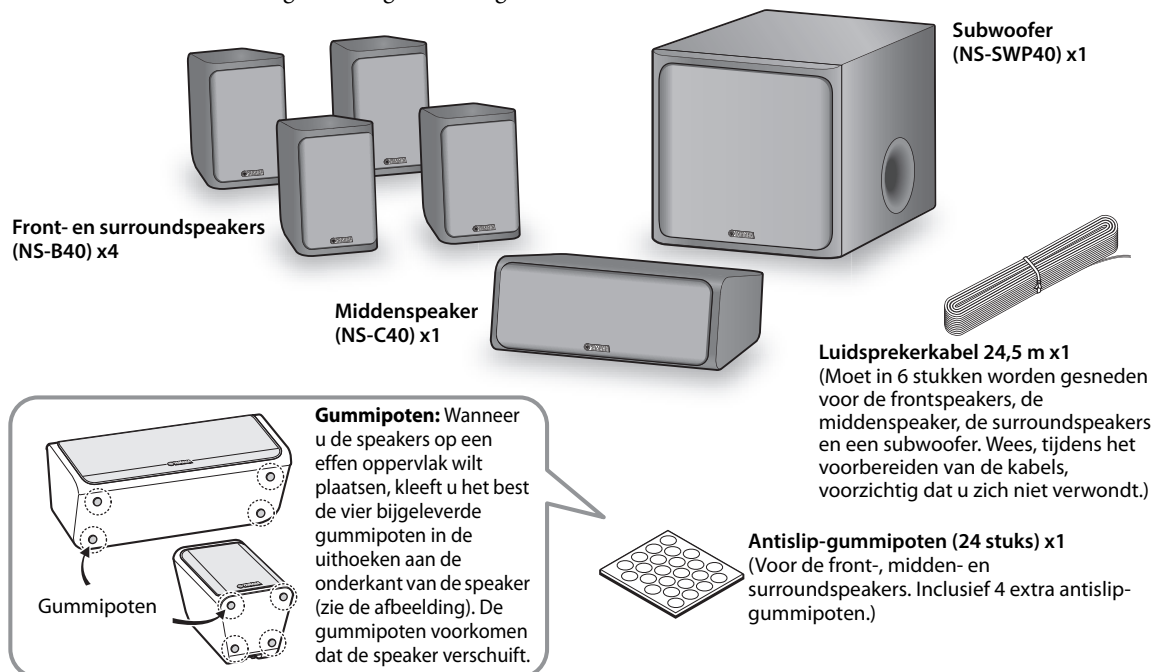 Subwoofer
(NS-SWP40) x1
Front- en surroundspeakers
(NS-B40) x4
Middenspeaker
(NS-C40) x1
Luidsprekerkabel 24,5 m x1
(Moet in 6 stukken worden gesneden
voor de frontspeakers, de
middenspeaker, de surroundspeakers
en een subwoofer. Wees, tijdens het
voorbereiden van de kabels,
voorzichtig dat u zich niet verwondt.)
Gummipoten: Wanneer
u de speakers op een
effen oppervlak wilt
plaatsen, kleeft u het best
de vier bijgeleverde
gummipoten in de
uithoeken aan de
onderkant van de speaker
(zie de afbeelding). De
gummipoten voorkomen
dat de speaker verschuift.
Gummipoten
Antislip-gummipoten (24 stuks) x1
(Voor de front-, midden- en
surroundspeakers. Inclusief 4 extra antislip-
gummipoten.)